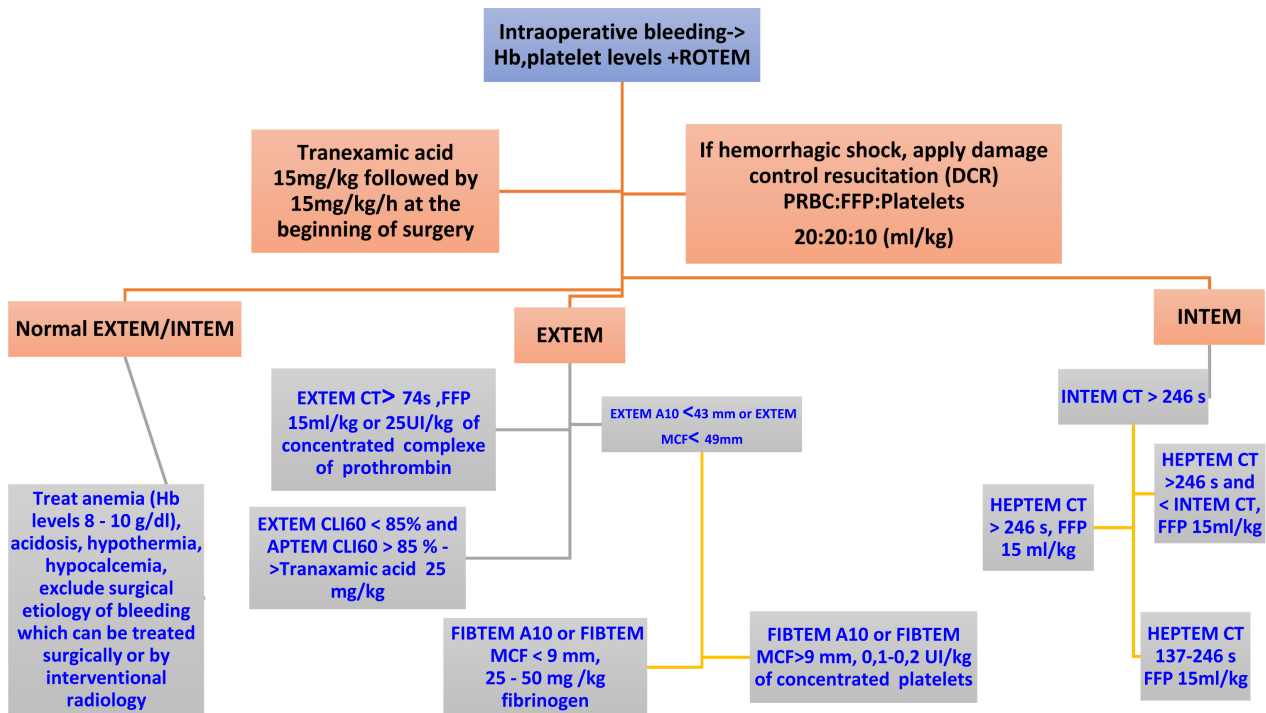 Intraoperative bleeding->
Hb,platelet levels +ROTEM
Tranexamic acid
15mg/kg followed by
15mg/kg/h at the
beginning of surgery
If hemorrhagic shock, apply damage
control resucitation (DCR)
PRBC:FFP:Platelets
20:20:10 (ml/kg)
Normal EXTEM/INTEM
EXTEM
INTEM
EXTEM CT> 74s ,FFP
15ml/kg or 25UI/kg of
concentrated complexe
of prothrombin
EXTEM A10 <43 mm or EXTEM
MCF< 49mm
INTEM CT > 246 s
HEPTEM CT
>246 s and
< INTEM CT,
FFP 15ml/kg
HEPTEM CT
> 246 s, FFP
15 ml/kg
Treat anemia (Hb
levels 8 - 10 g/dl),
acidosis, hypothermia,
hypocalcemia,
exclude surgical
etiology of bleeding
which can be treated
surgically or by
interventional
radiology
EXTEM CLI60 < 85% and
APTEM CLI60 > 85 % -
>Tranaxamic acid 25
mg/kg
FIBTEM A10 or FIBTEM
MCF < 9 mm,
25 - 50 mg /kg
fibrinogen
FIBTEM A10 or FIBTEM
MCF>9 mm, 0,1-0,2 UI/kg
of concentrated platelets
HEPTEM CT
137-246 s
FFP 15ml/kg